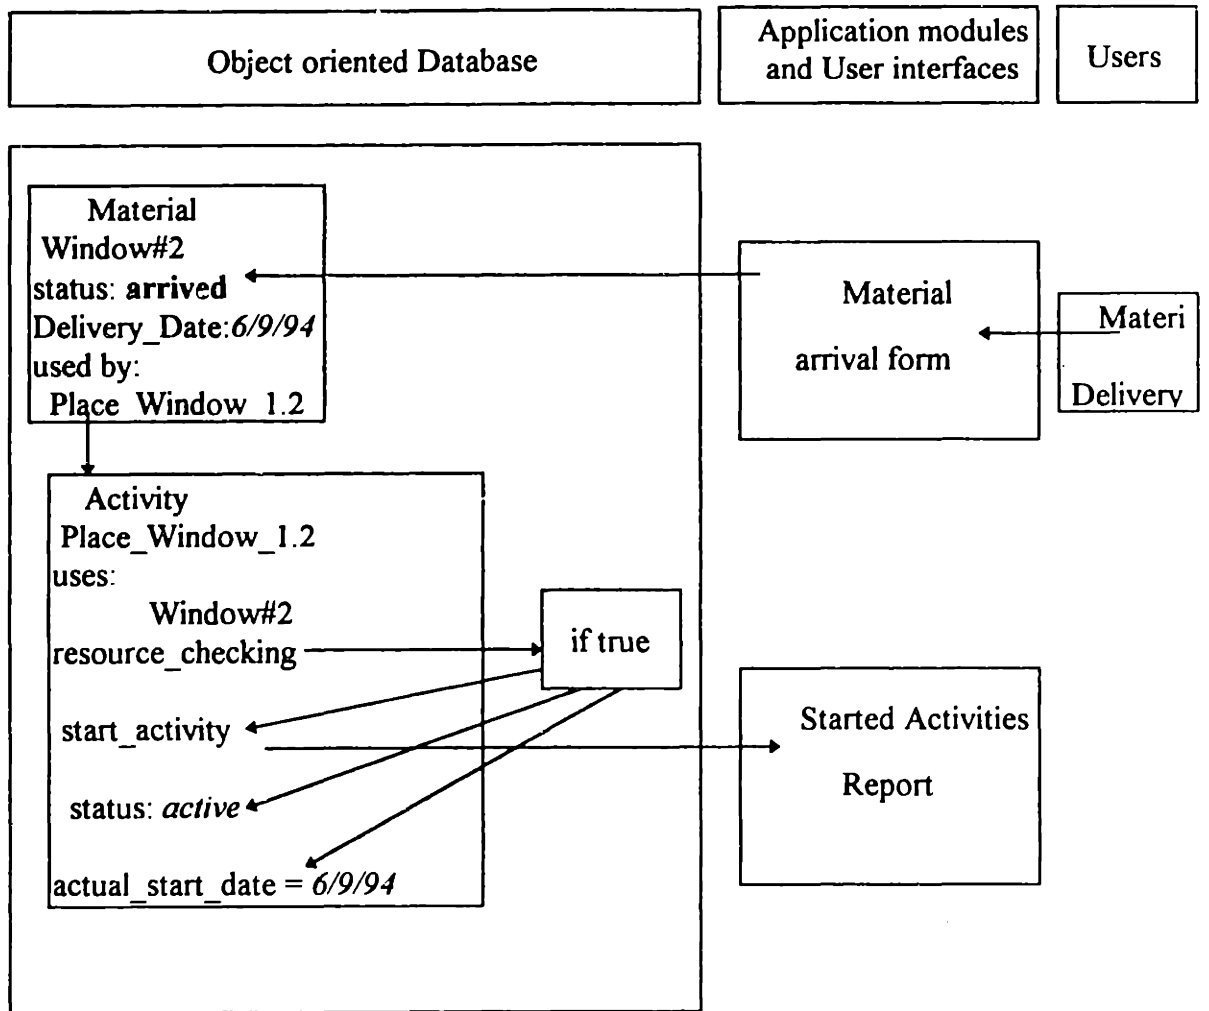 Object oriented Database
Application modules
and User interfaces
Users
Material
Window#2
status: arrived
Delivery_Date:6/9/94
used by:
Place_Window_1.2
Material
arrival form
Materi
Delivery
Activity
Place_Window_1.2
uses:
Window#2
resource_checking
if true
start_activity
status: active
actual_start_date = 6/9/94
Started Activities
Report